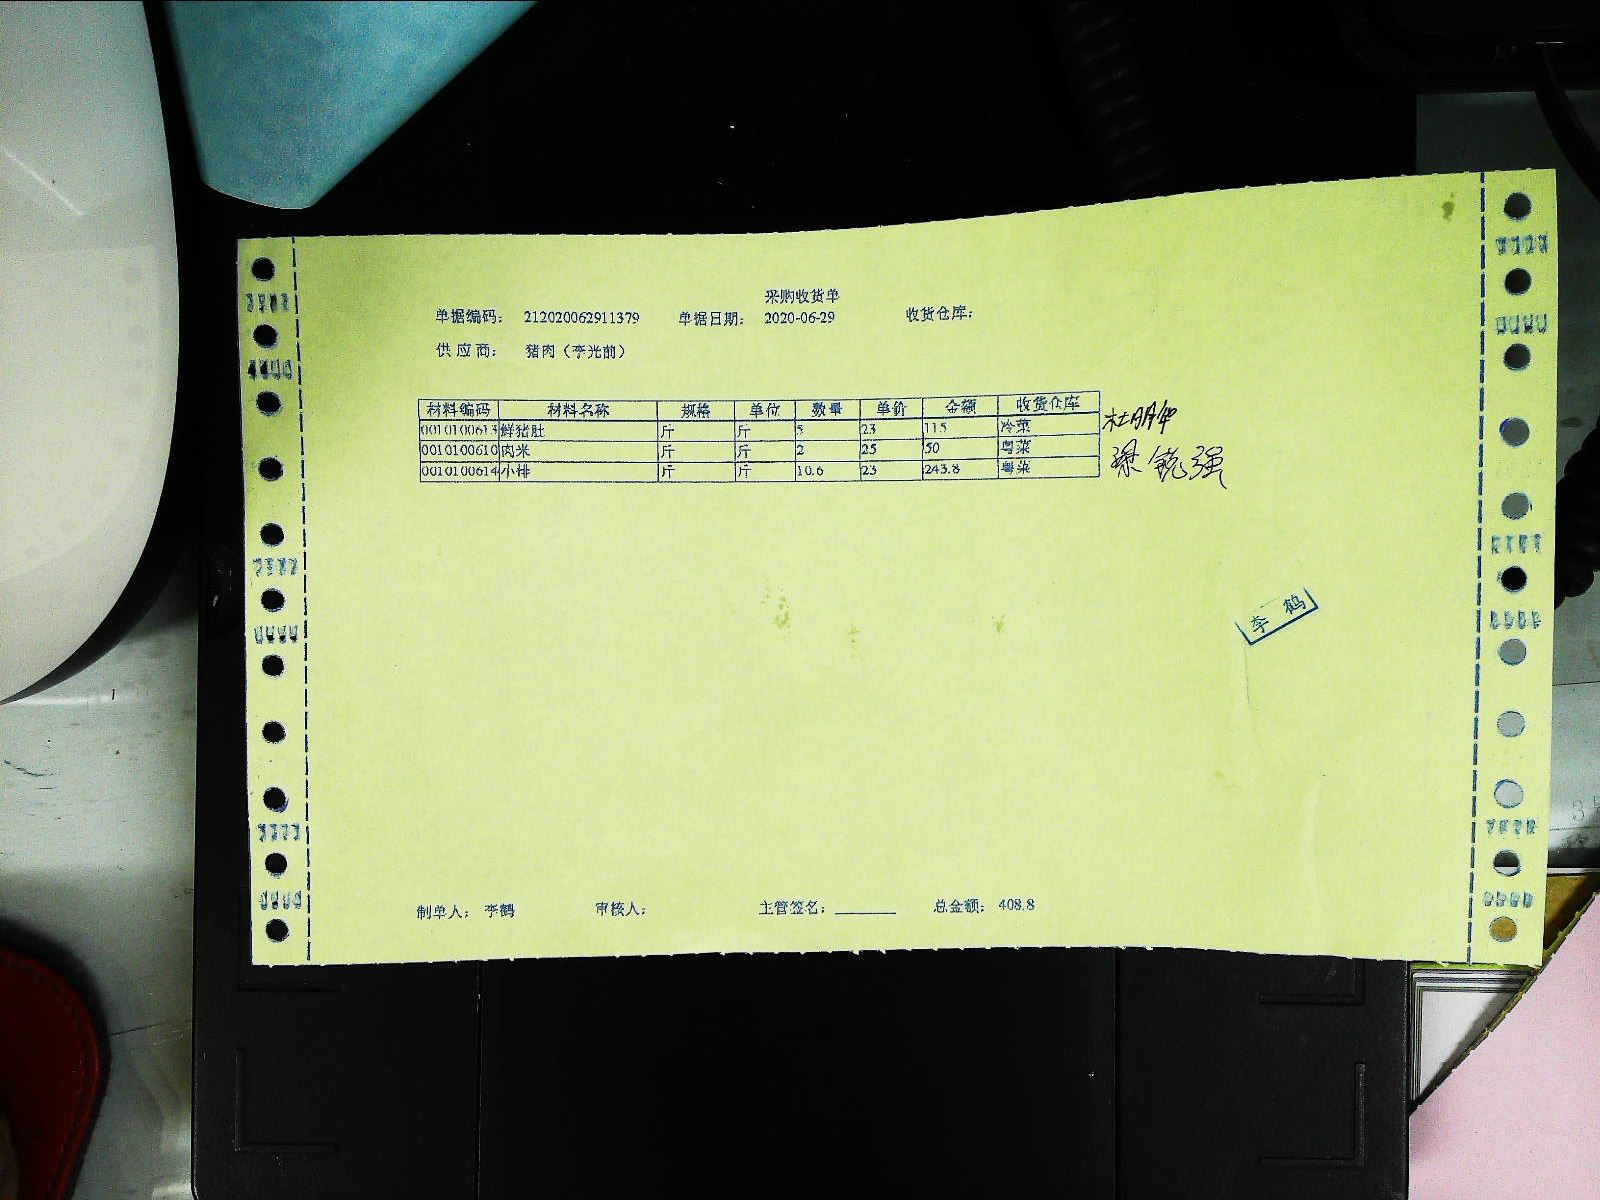 采购收货单
单据编码： 212020062911379 单据日期： 2020-06-29 收货仓库：
供 应 商： 猪肉（李光前）
材料编码 材料名称 规格 单位 数量 单价 金额 收货仓库
0010100613 鲜猪肚 斤 斤 5 23 115 冷菜
0010100610 肉米 斤 斤 2 25 50 粤菜
0010100614 小排 斤 斤 10.6 23 243.8 粤菜
梁锐强
李鹤
制单人： 李鹤 审核人： 主管签名：______ 总金额： 408.8